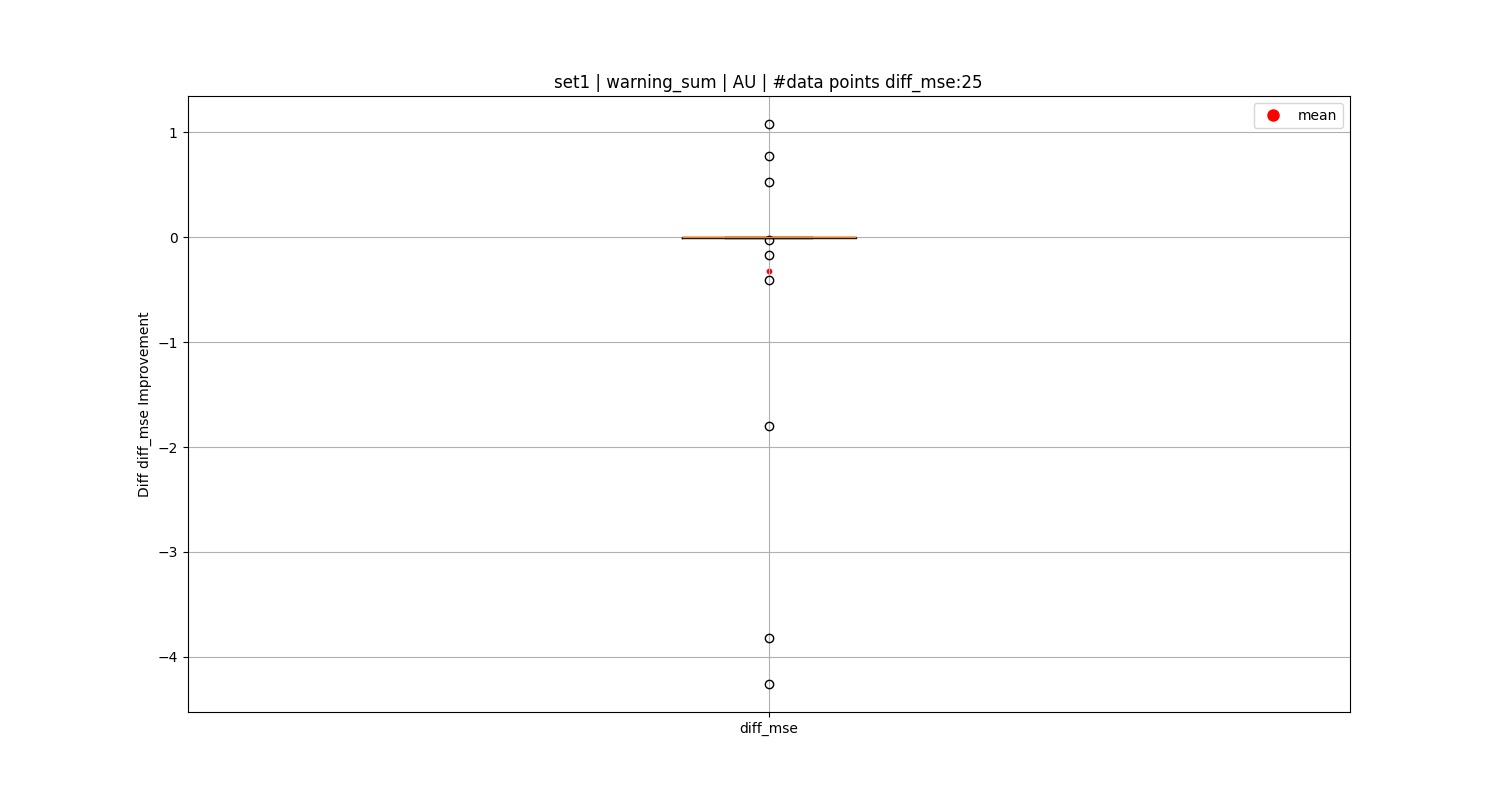 set1 | warning_sum | AU | #data points diff_mse:25
mean
1
0
−1
−2
−3
−4
Diff diff_mse Improvement
diff_mse